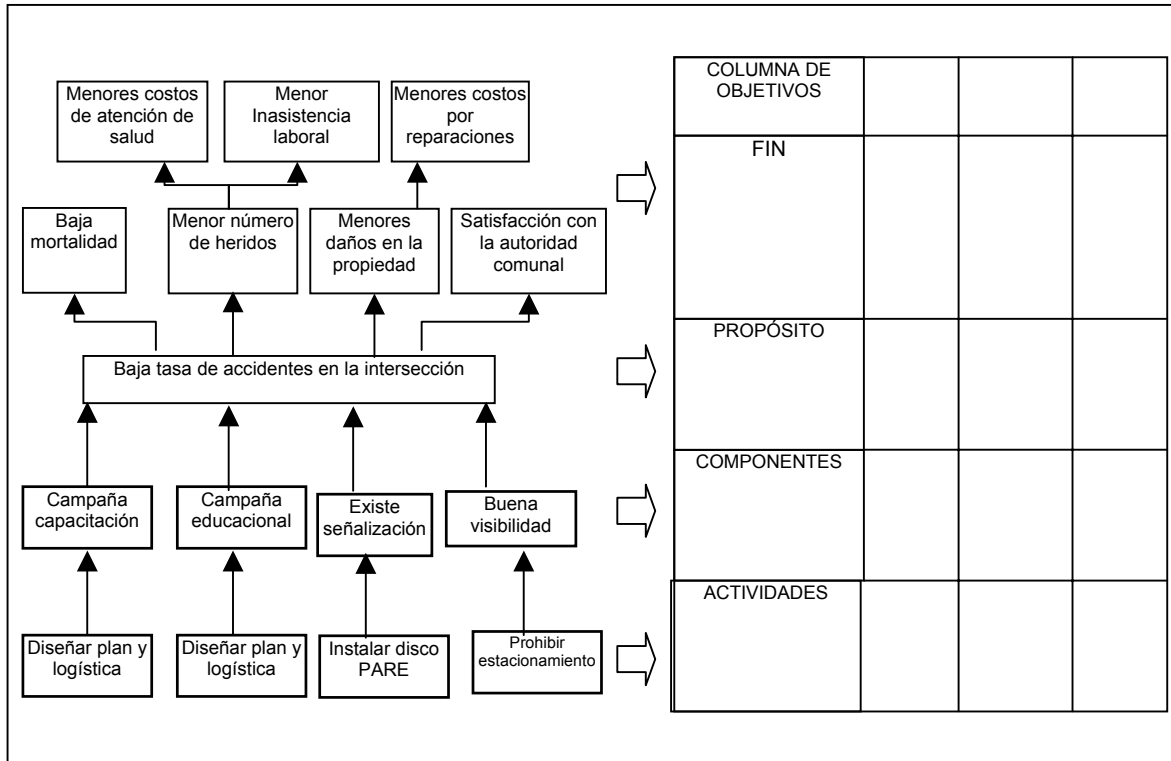 Menores costos
de atención de
salud
Menor
Inasistencia
laboral
Menores costos
por
reparaciones
Baja
mortalidad
Menor número
de heridos
Menores
daños en la
propiedad
Satisfacción con
la autoridad
comunal
Baja tasa de accidentes en la intersección
Campaña
capacitación
Campaña
educacional
Existe
señalización
Buena
visibilidad
Diseñar plan y
logística
Diseñar plan y
logística
Instalar disco
PARE
Prohibir
estacionamiento
COLUMNA DE
OBJETIVOS
FIN
PROPÓSITO
COMPONENTES
ACTIVIDADES